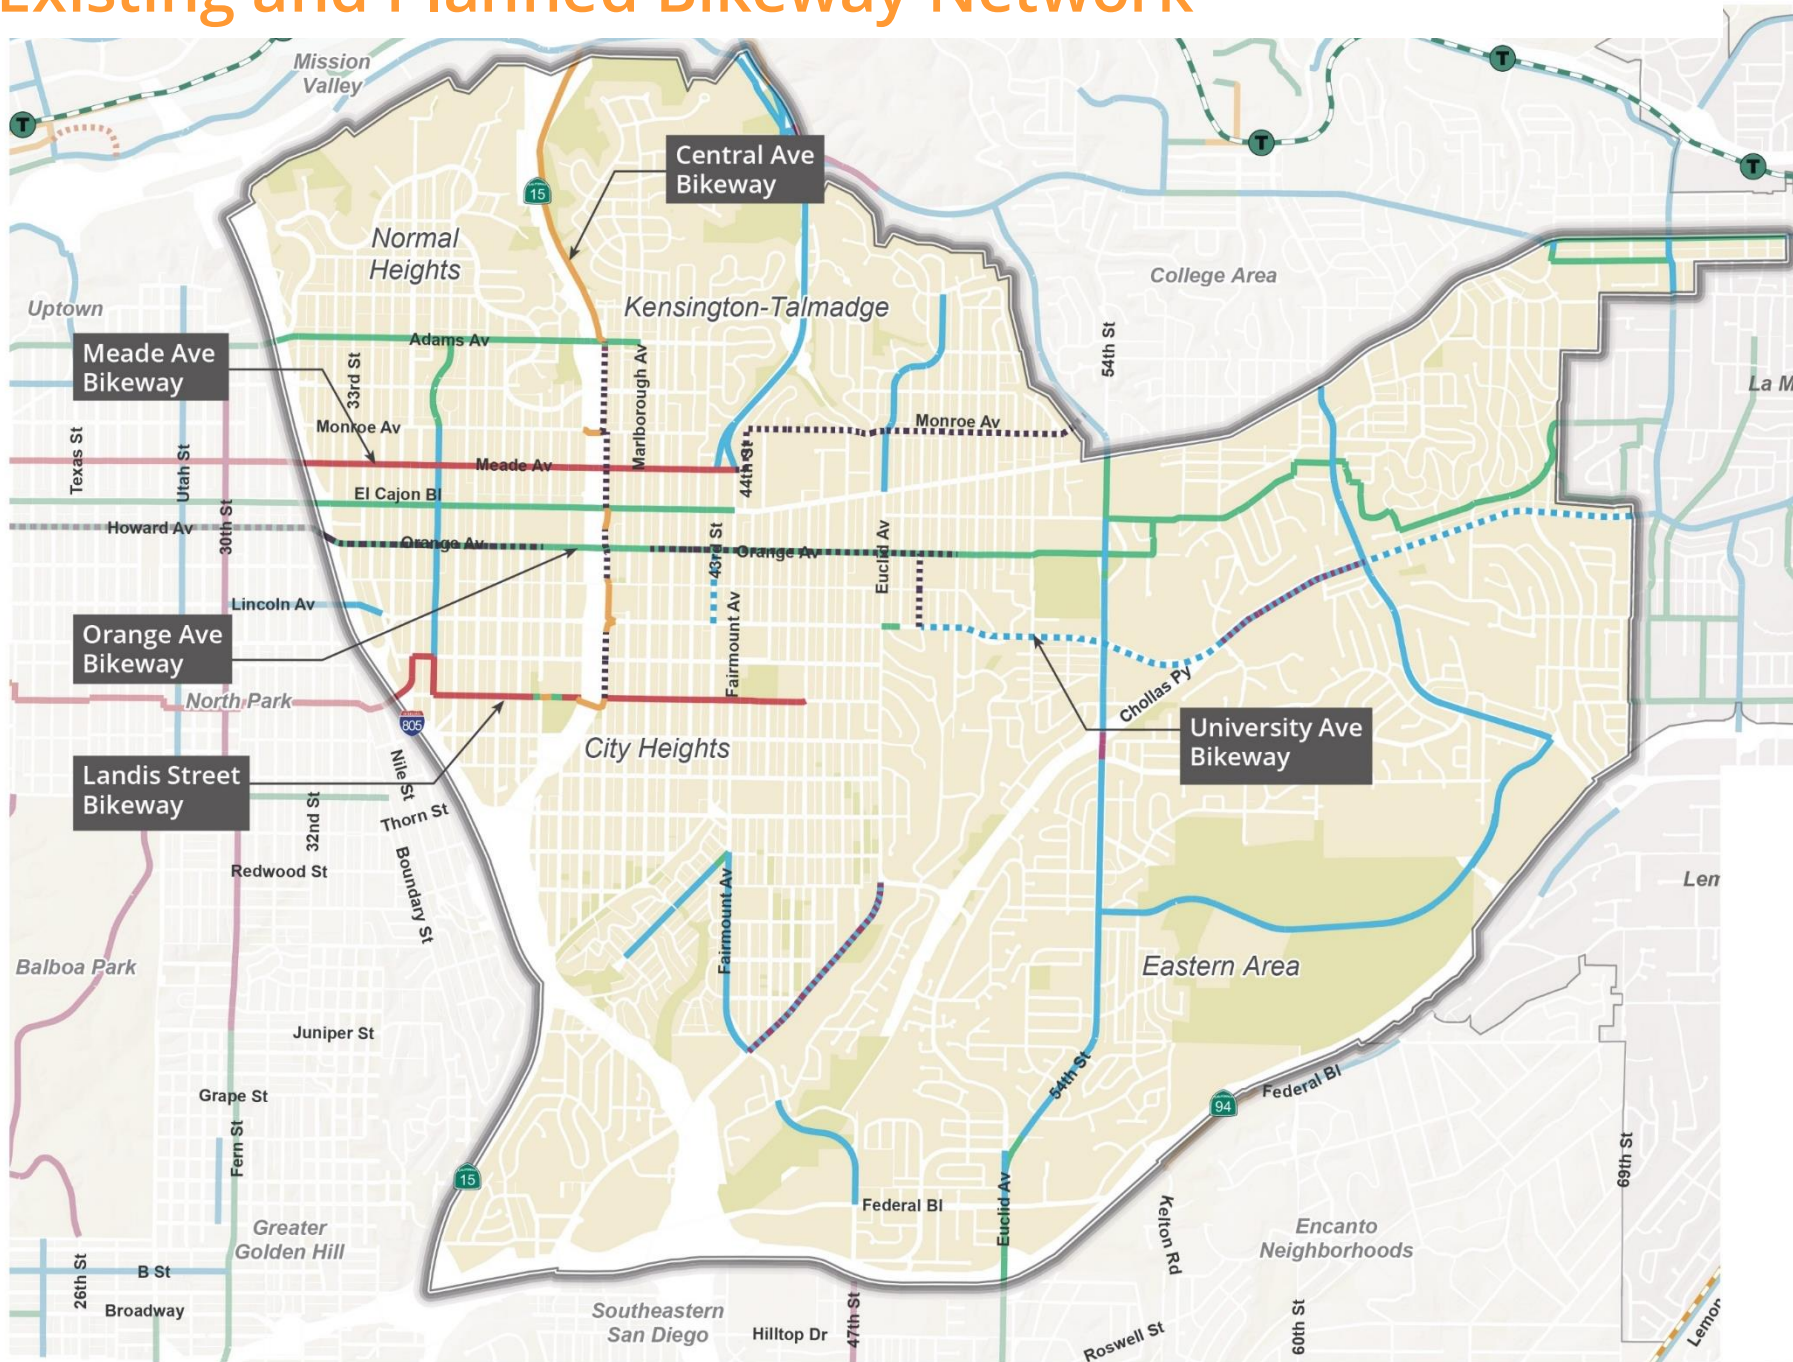 Existing and Planned Bikeway Network
Mission
Valley
T
T
T
T
Central Ave
Bikeway
15
Normal
Heights
Kensington-Talmadge
College Area
Uptown
Meade Ave
Bikeway
Adams Av
33rd St
Marlborough Av
54th St
La M
Monroe Av
Monroe Av
Texas St
Utah St
Meade Av
44th St
El Cajon Bl
30th St
Howard Av
Orange Av
43rd St
Orange Av
Euclid Av
Lincoln Av
Fairmount Av
Orange Ave
Bikeway
North Park
805
Chollas Py
University Ave
Bikeway
City Heights
Landis Street
Bikeway
Nile St
Thorn St
32nd St
Boundary St
Redwood St
Fairmount Av
Lem
Balboa Park
Eastern Area
Juniper St
54th St
Grape St
94
Federal Bl
Fern St
15
69th St
Federal Bl
Euclid Av
Kelton Rd
Greater
Golden Hill
Encanto
Neighborhoods
26th St
B St
Broadway
Southeastern
San Diego
Hilltop Dr
47th St
Roswell St
60th St
Lemon